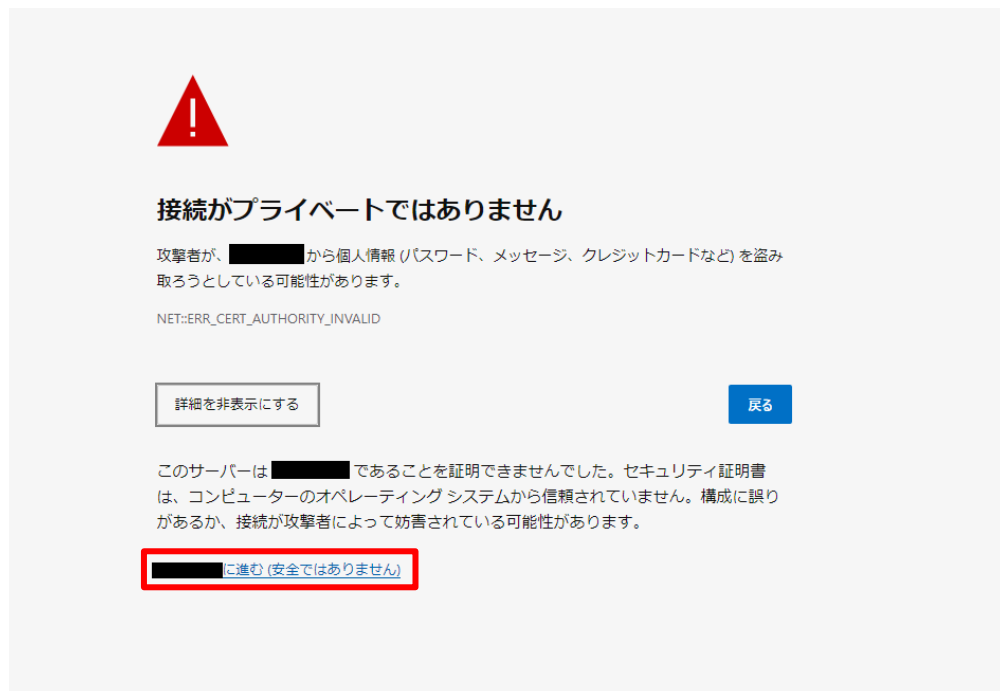 接続がプライベートではありません
攻撃者が、から個人情報 (パスワード、メッセージ、クレジットカードなど) を盗み
取ろうとしている可能性があります。
NET::ERR_CERT_AUTHORITY_INVALID
詳細を非表示にする
戻る
このサーバーは であることを証明できませんでした。セキュリティ証明書
は、コンピューターのオペレーティング システムから信頼されていません。構成に誤り
があるか、接続が攻撃者によって妨害されている可能性があります。
に進む (安全ではありません)